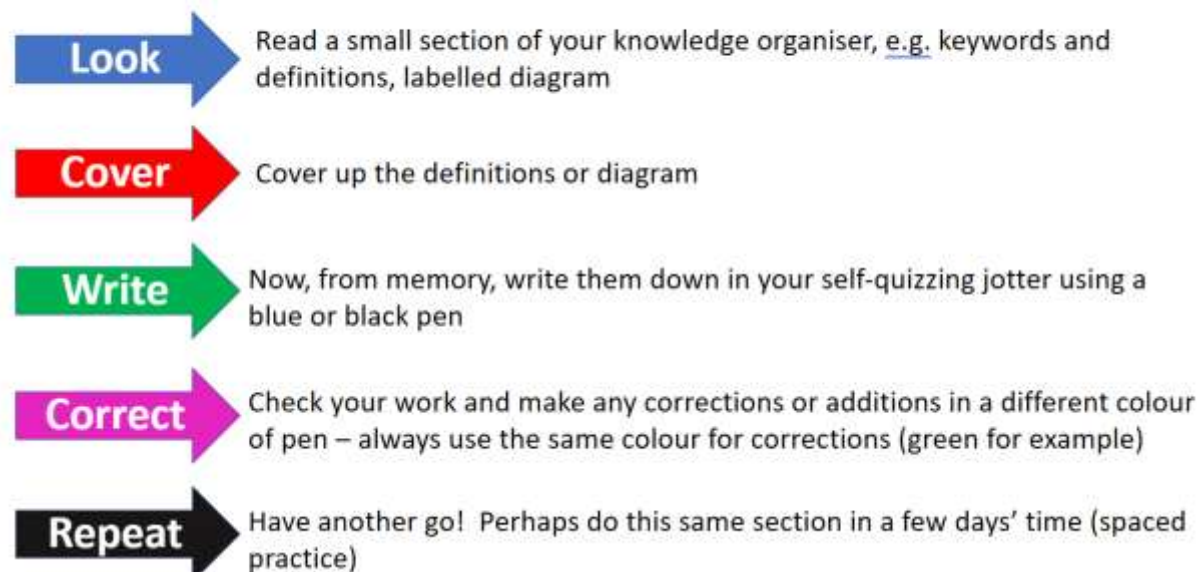 Look
Read a small section of your knowledge organiser, e.g. keywords and
definitions, labelled diagram
Cover
Cover up the definitions or diagram
Write
Now, from memory, write them down in your self-quizzing jotter using a
blue or black pen
Correct
Check your work and make any corrections or additions in a different colour
of pen – always use the same colour for corrections (green for example)
Repeat
Have another go!  Perhaps do this same section in a few days’ time (spaced
practice)